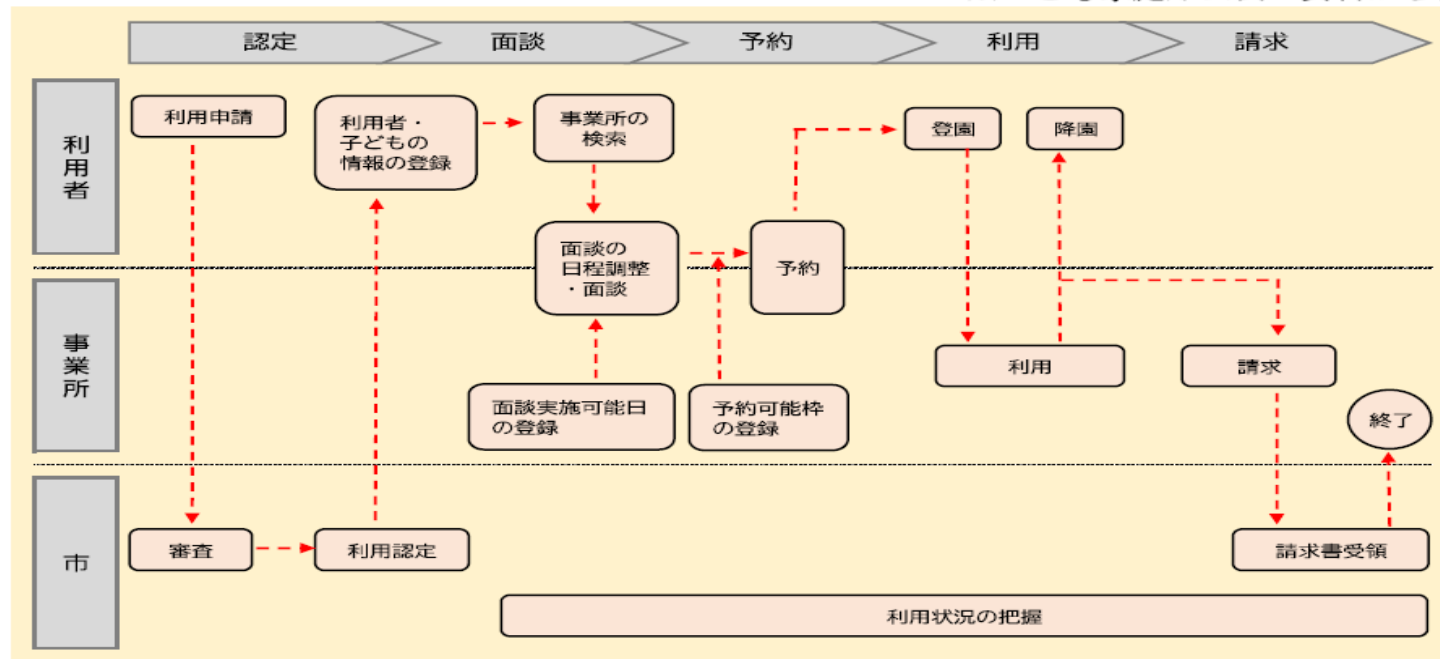 認定
面談
予約
利用
請求
利用者
利用申請
利用者・
子どもの
情報の登録
事業所の
検索
登園
降園
面談の
日程調整
・面談
予約
事業所
利用
請求
面談実施可能日
の登録
予約可能枠
の登録
終了
市
審査
利用認定
請求書受領
利用状況の把握